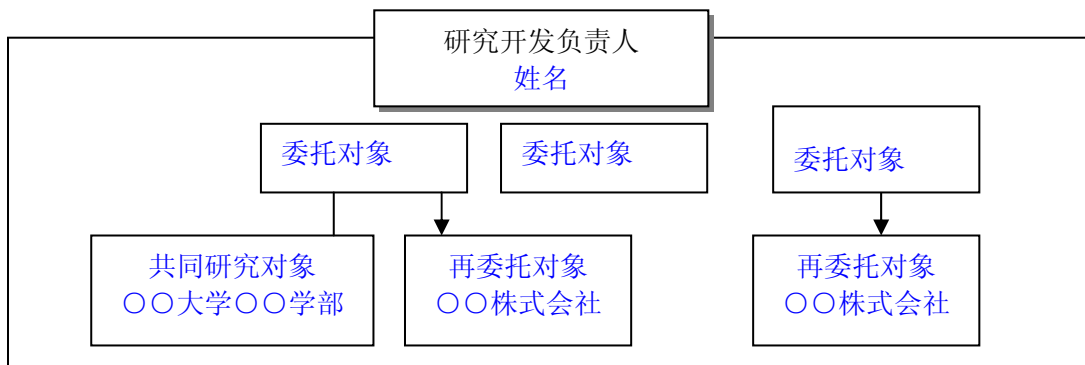 研究开发负责人
姓名
委托对象
委托对象
委托对象
共同研究对象
〇〇大学〇〇学部
再委托对象
〇〇株式会社
再委托对象
〇〇株式会社